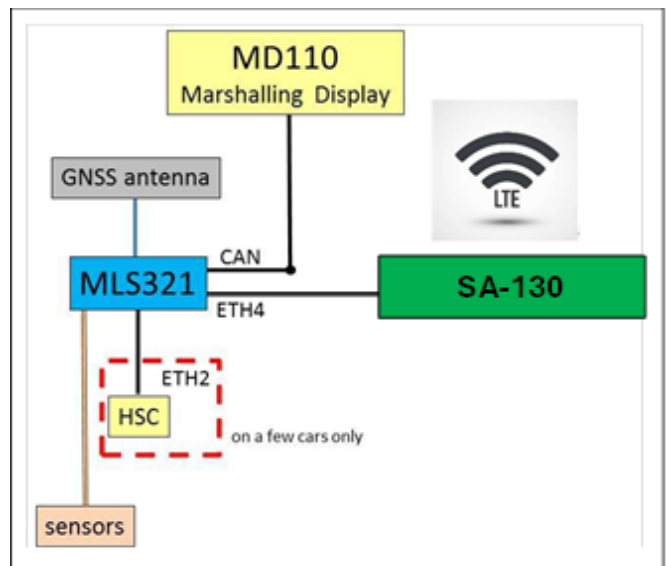 MD110
Marshalling Display
LTE
GNSS antenna
CAN
MLS321
SA-130
ETH4
ETH2
HSC
on a few cars only
sensors